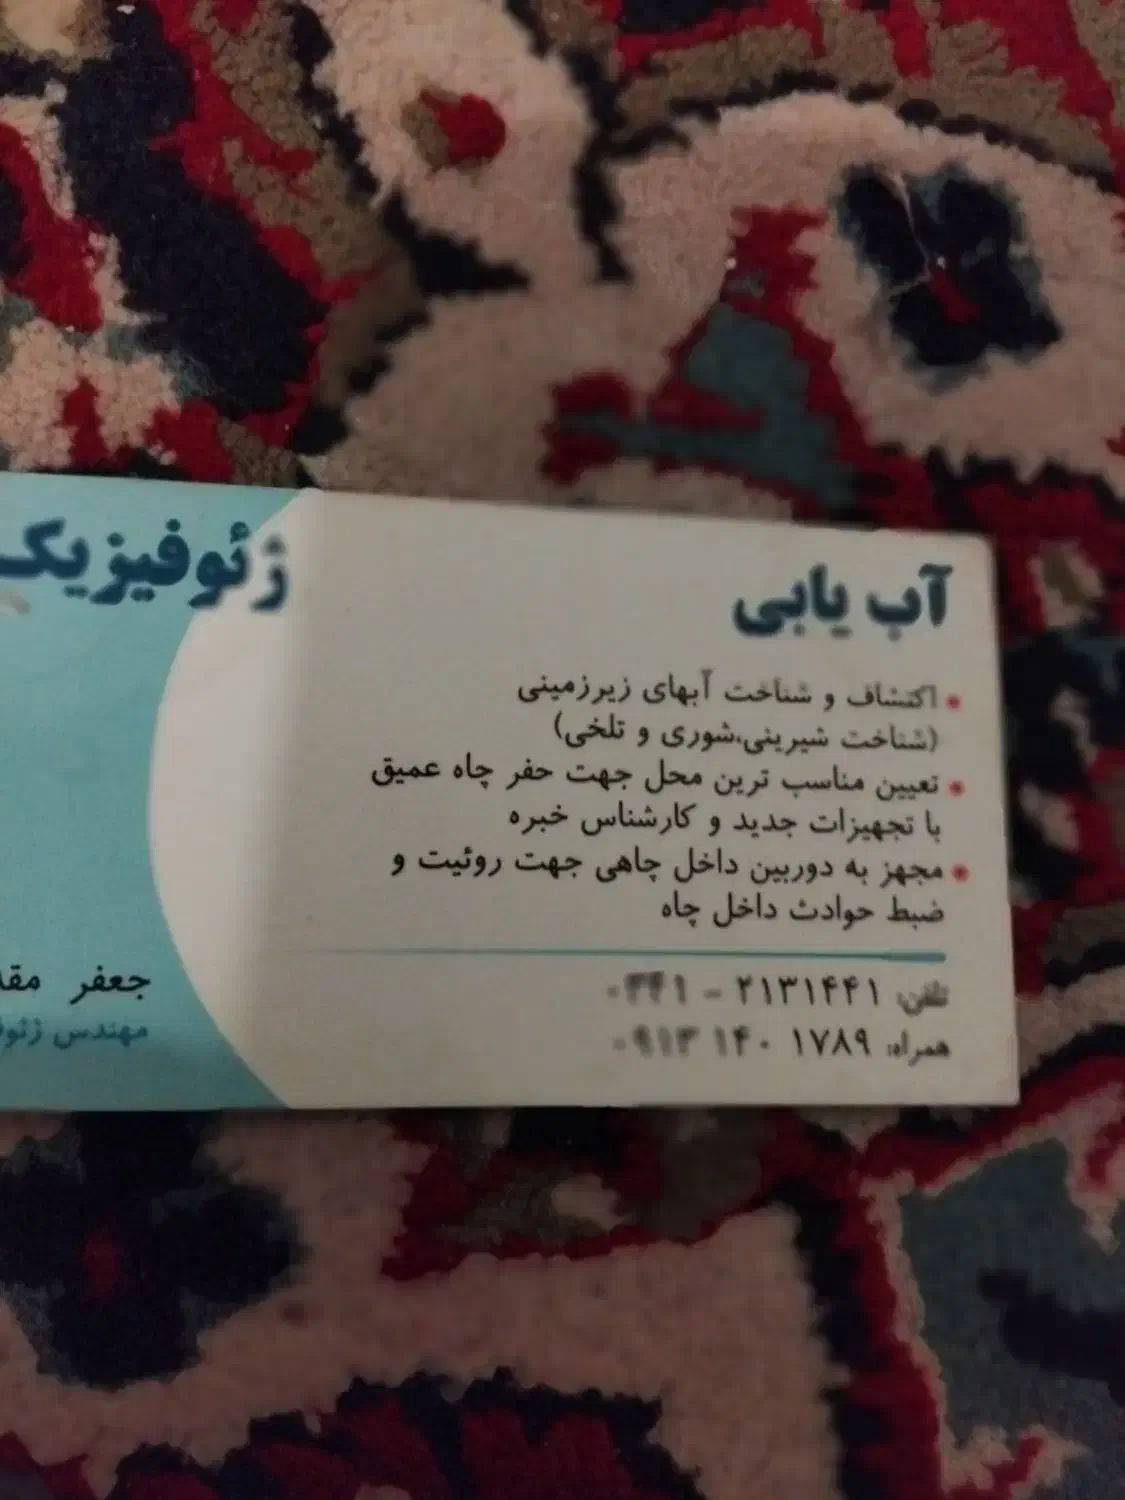 آب یابی
ژئوفیزیک
• اکتشاف و شناخت آبهای زیرزمینی
(شناخت شیرینی،شوری و تلخی)
• تعیین مناسب ترین محل جهت حفر چاه عمیق
با تجهیزات جدید و کارشناس خبره
• مجهز به دوربین داخل چاهی جهت روئیت و
ضبط حوادث داخل چاه
تلفن: ۲۱۳۱۴۴۱ - ۰۳۴۱
همراه: ۱۷۸۹ ۱۴۰ ۰۹۱۳
جعفر
مهندس